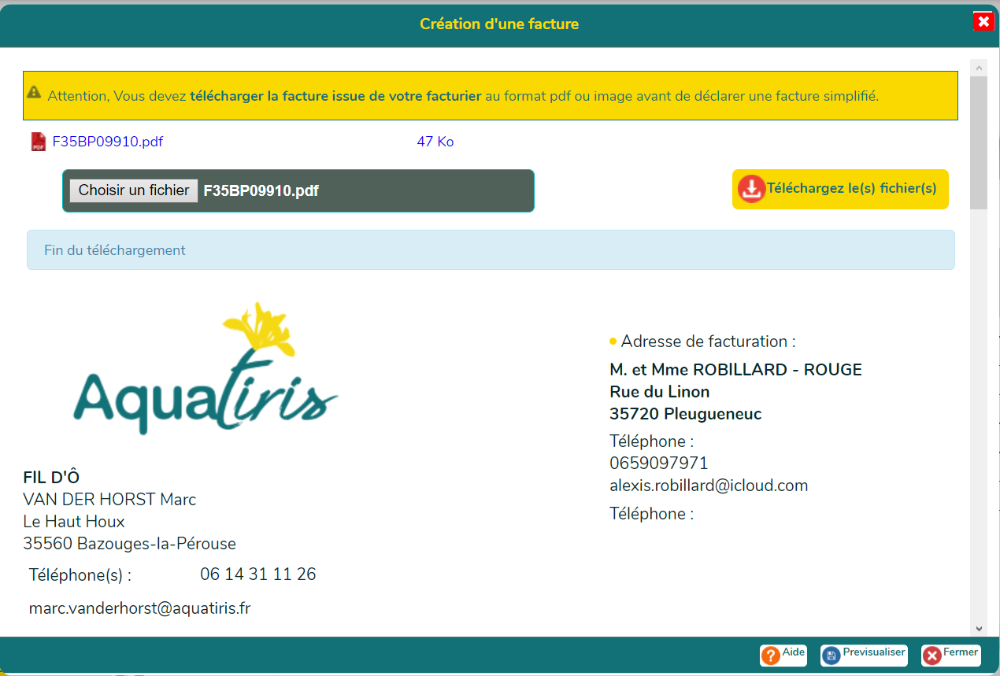 Création d'une facture
Attention, Vous devez télécharger la facture issue de votre facturier au format pdf ou image avant de déclarer une facture simplifié.
PDF F35BP09910.pdf 47 Ko
Choisir un fichier F35BP09910.pdf
Téléchargez le(s) fichier(s)
Fin du téléchargement
Aquatiris
Adresse de facturation :
M. et Mme ROBILLARD - ROUGE
Rue du Linon
35720 Pleugueneuc
Téléphone :
0659097971
alexis.robillard@icloud.com
Téléphone :
FIL D'Ô
VAN DER HORST Marc
Le Haut Houx
35560 Bazouges-la-Pérouse
Téléphone(s) : 06 14 31 11 26
marc.vanderhorst@aquatiris.fr
? Aide Previsualiser Fermer